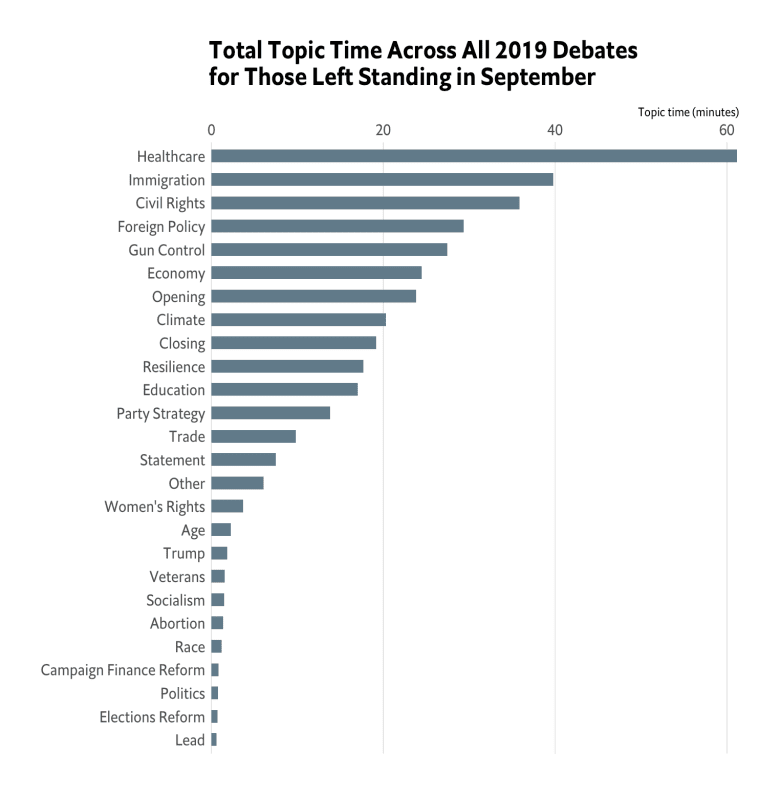 Total Topic Time Across All 2019 Debates
for Those Left Standing in September
Topic time (minutes)
0 20 40 60
Healthcare
Immigration
Civil Rights
Foreign Policy
Gun Control
Economy
Opening
Climate
Closing
Resilience
Education
Party Strategy
Trade
Statement
Other
Women's Rights
Age
Trump
Veterans
Socialism
Abortion
Race
Campaign Finance Reform
Politics
Elections Reform
Lead